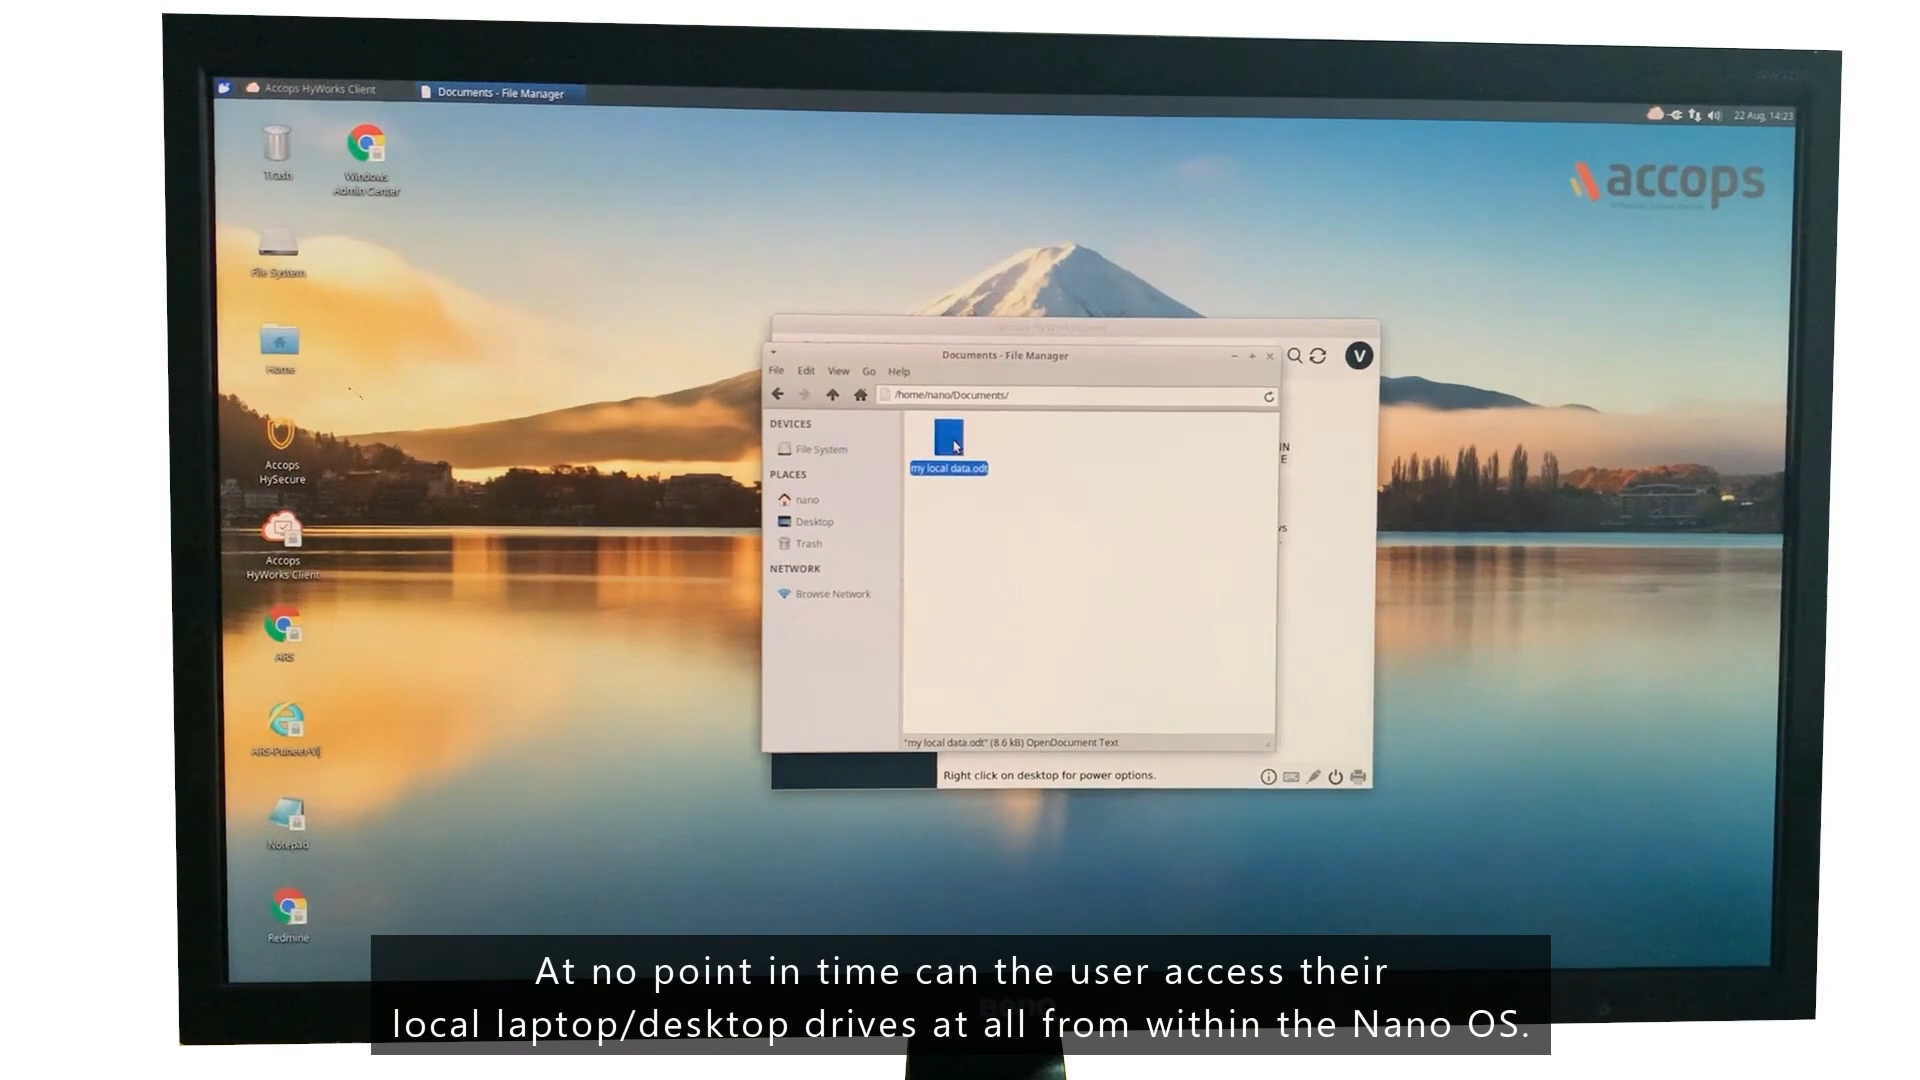 Accops HyWorks Client
Documents - File Manager
22 Aug, 14:23
Trash
Windows
Admin Center
accops
File System
Home
Accops
HySecure
Accops
HyWorks Client
ARS
Notepad
Redmine
Documents - File Manager
V
File Edit View Go Help
/home/nano/Documents/
DEVICES
File System
PLACES
nano
Desktop
Trash
NETWORK
Browse Network
my local data.odt
IN
E
"my local data.odt" (8.6 kB) OpenDocument Text
Right click on desktop for power options.
At no point in time can the user access their
local laptop/desktop drives at all from within the Nano OS.
BenQ